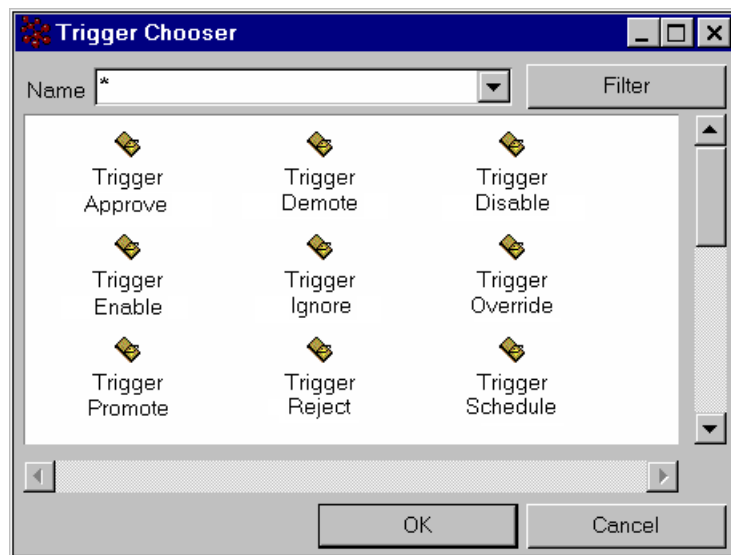 Trigger Chooser
Name * Filter
Trigger Trigger Trigger
Approve Demote Disable
Trigger Trigger Trigger
Enable Ignore Override
Trigger Trigger Trigger
Promote Reject Schedule
OK Cancel